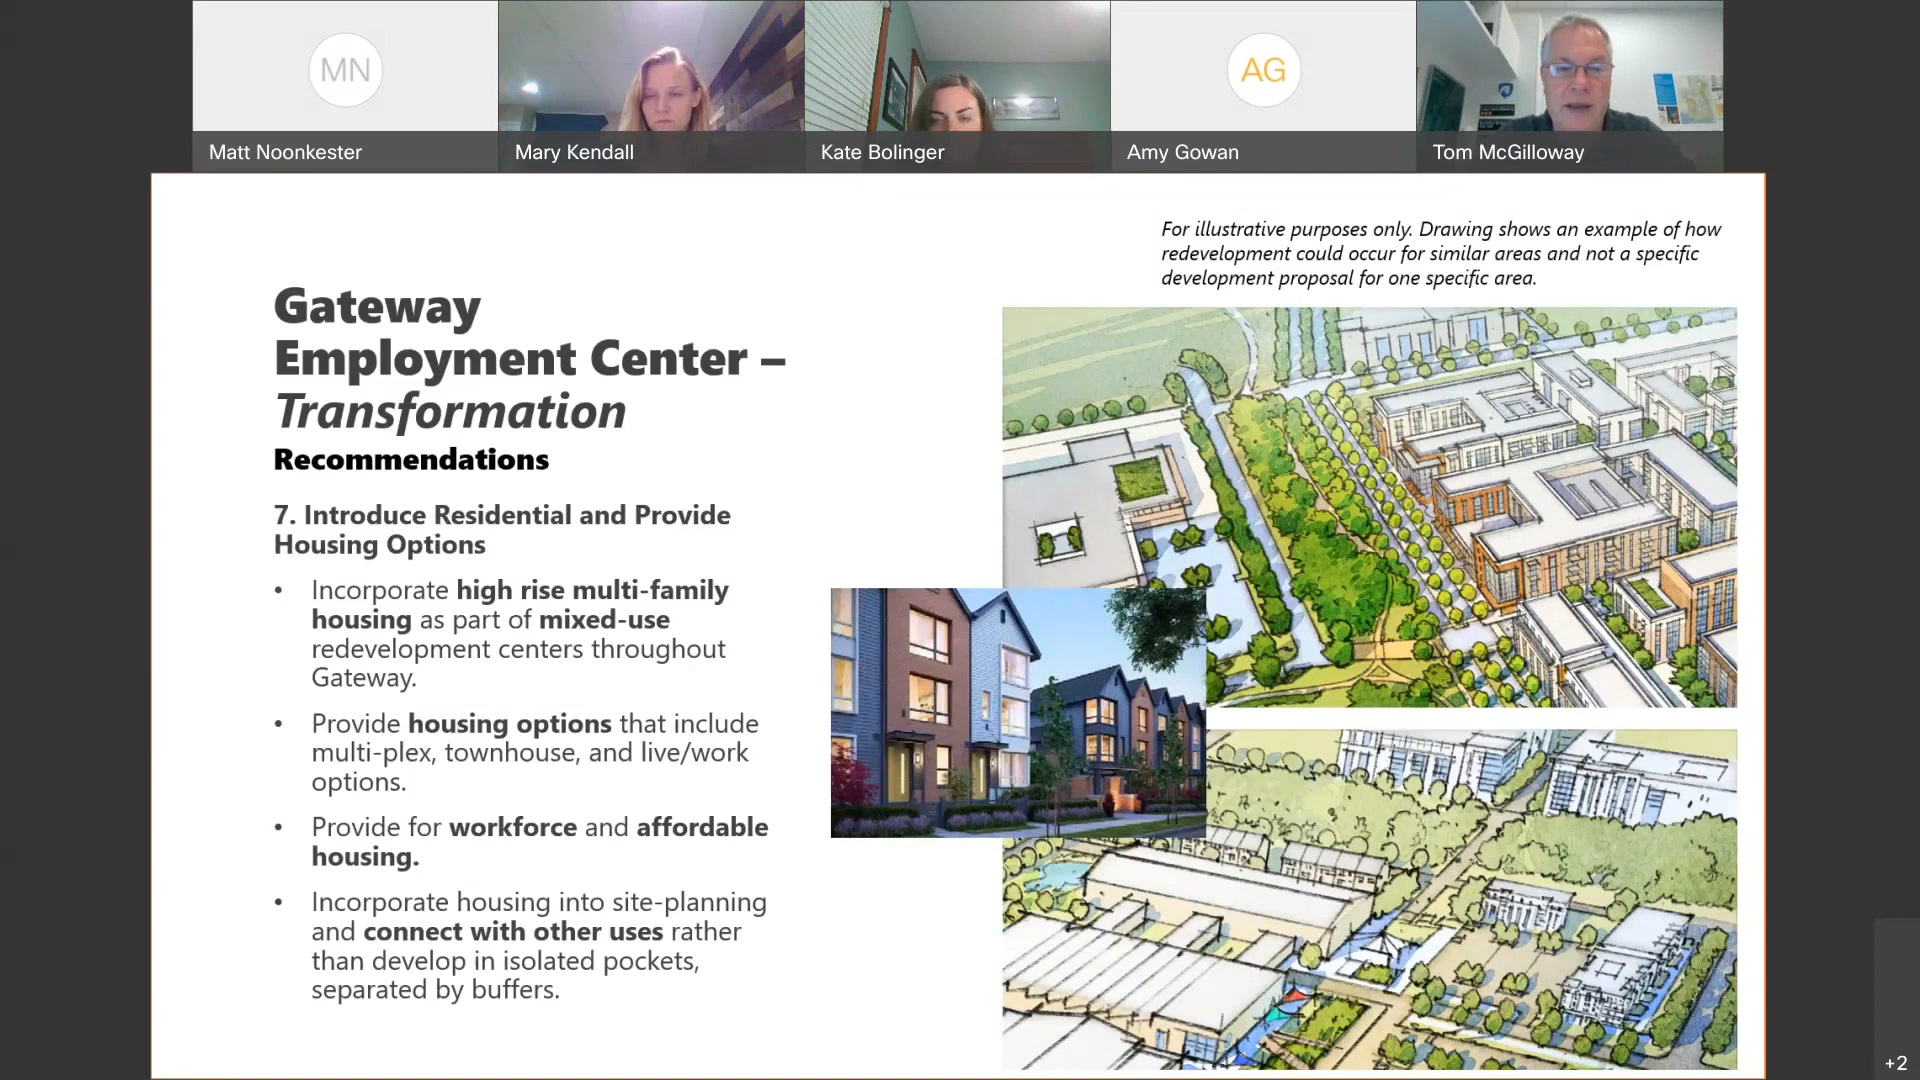 MN
AG
Matt Noonkester
Mary Kendall
Kate Bolinger
Amy Gowan
Tom McGilloway
For illustrative purposes only. Drawing shows an example of how
redevelopment could occur for similar areas and not a specific
development proposal for one specific area.
Gateway
Employment Center –
Transformation
Recommendations
7. Introduce Residential and Provide
Housing Options
• Incorporate high rise multi-family
housing as part of mixed-use
redevelopment centers throughout
Gateway.
• Provide housing options that include
multi-plex, townhouse, and live/work
options.
• Provide for workforce and affordable
housing.
• Incorporate housing into site-planning
and connect with other uses rather
than develop in isolated pockets,
separated by buffers.
+2